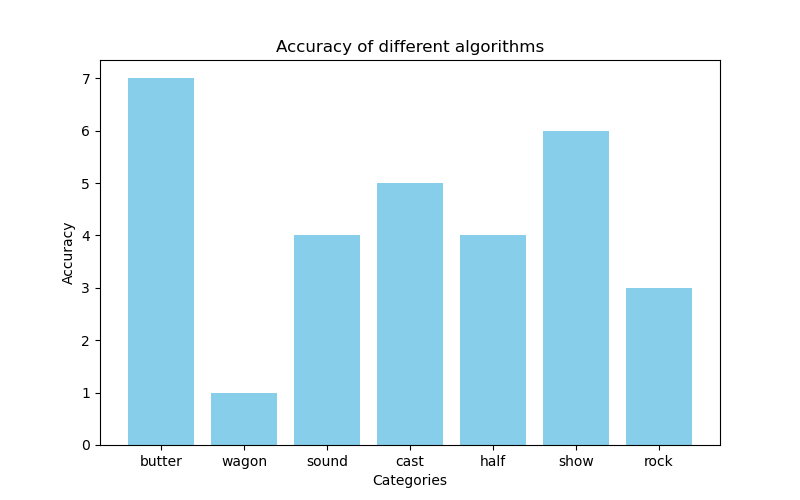 Accuracy of different algorithms
Accuracy
7
6
5
4
3
2
1
0
butter wagon sound cast half show rock
Categories